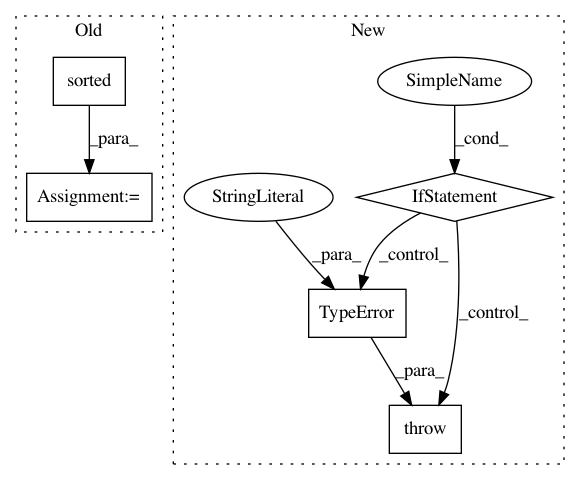 Old
New
sorted
SimpleName
_para_
_cond_
Assignment:=
StringLiteral
IfStatement
_para_
_control_
_control_
TypeError
_para_
throw